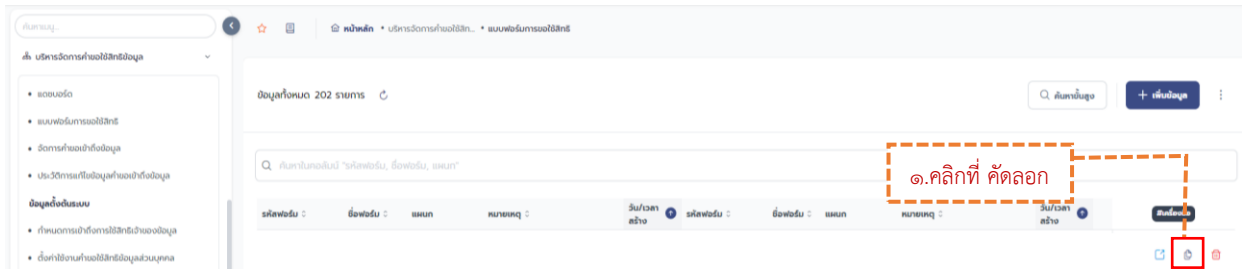 ค้นหาเมนู..
หน้าหลัก • บริหารจัดการคำขอใช้สิท.. • แบบฟอร์มการขอใช้สิทธิ
บริหารจัดการคำขอใช้สิทธิข้อมูล
• แดชบอร์ด
• แบบฟอร์มการขอใช้สิทธิ
• จัดการคำขอเข้าถึงข้อมูล
• ประวัติการแก้ไขข้อมูลคำขอเข้าถึงข้อมูล
ข้อมูลตั้งต้นระบบ
• กำหนดการเข้าถึงการใช้สิทธิเจ้าของข้อมูล
• ตั้งค่าใช้งานคำขอใช้สิทธิข้อมูลส่วนบุคคล
ข้อมูลทั้งหมด 202 รายการ
ค้นหาขั้นสูง
+ เพิ่มข้อมูล
ค้นหาในคอลัมน์ "รหัสฟอร์ม, ชื่อฟอร์ม, แผนก"
๑.คลิกที่ คัดลอก
รหัสฟอร์ม ชื่อฟอร์ม แผนก หมายเหตุ วัน/เวลา สร้าง รหัสฟอร์ม ชื่อฟอร์ม แผนก หมายเหตุ วัน/เวลา สร้าง